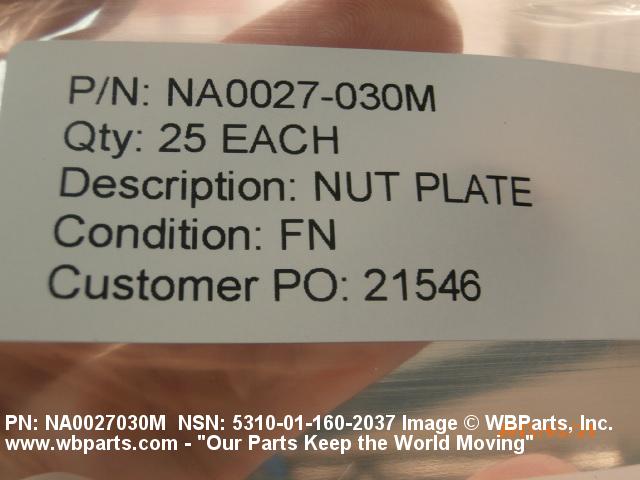 P/N: NA0027-030M
Qty: 25 EACH
Description: NUT PLATE
Condition: FN
Customer PO: 21546
PN: NA0027030M NSN: 5310-01-160-2037 Image © WBParts, Inc.
www.wbparts.com - "Our Parts Keep the World Moving"